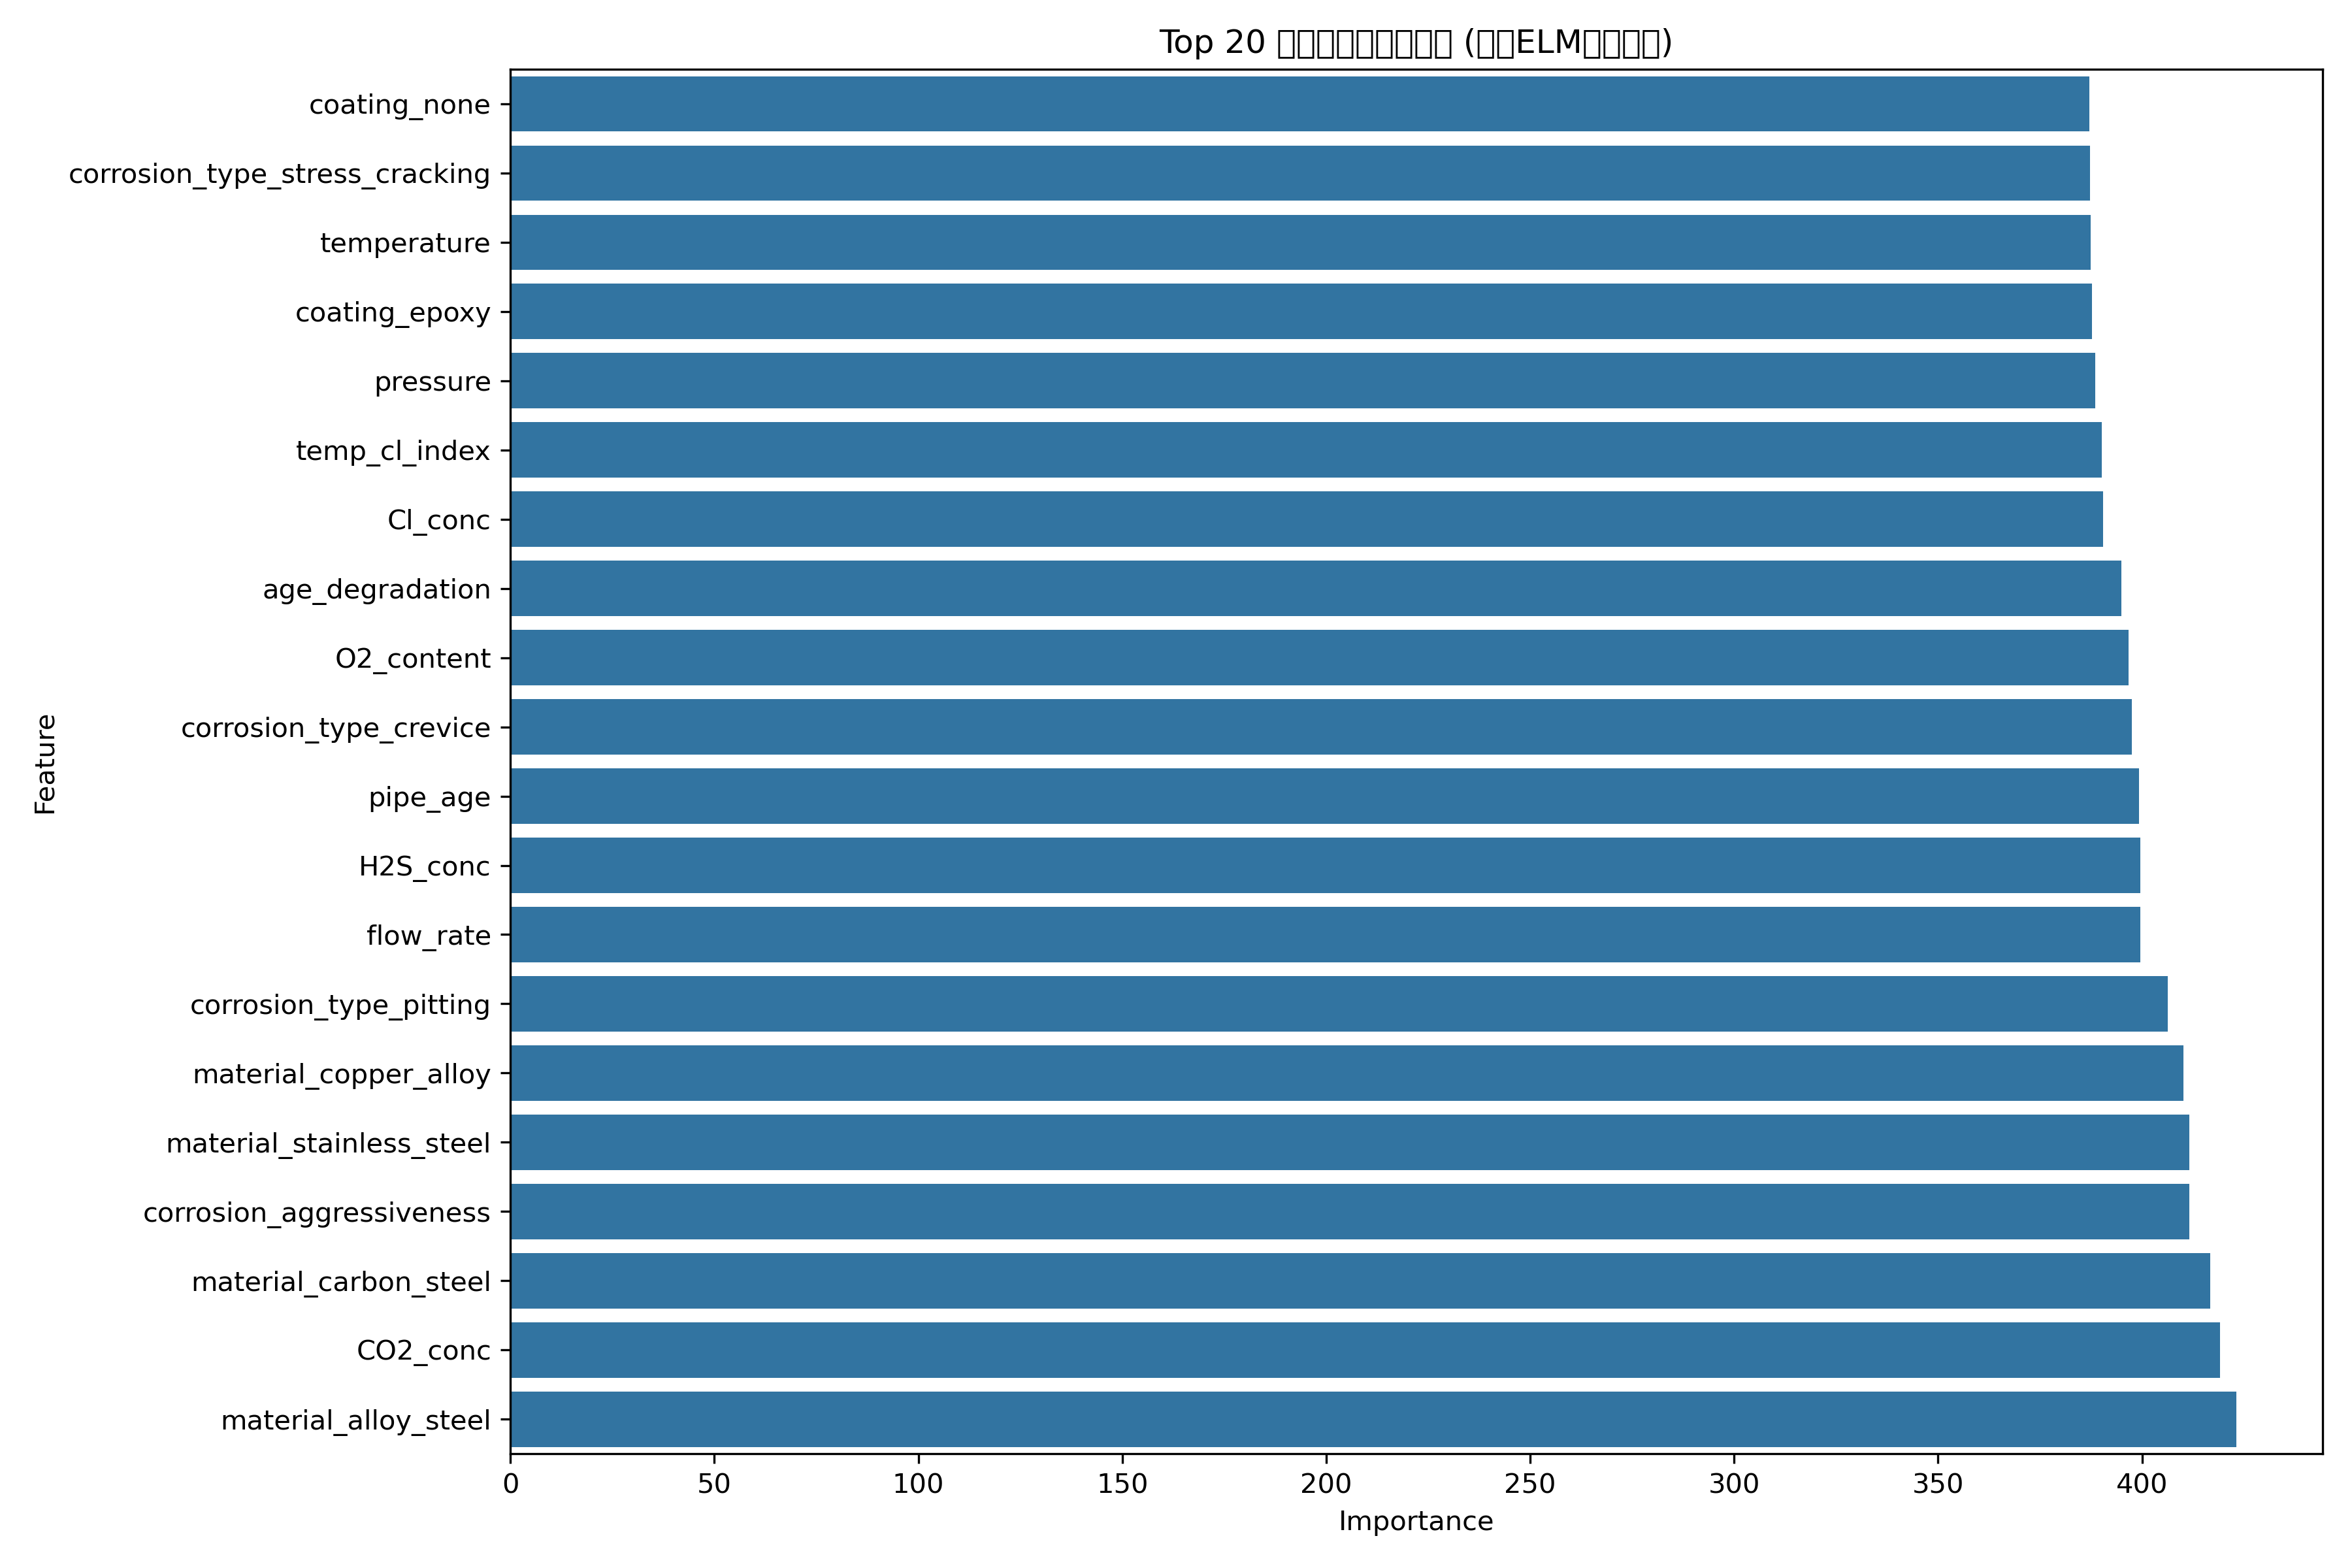 Top 20 (ELM)
coating_none
corrosion_type_stress_cracking
temperature
coating_epoxy
pressure
temp_cl_index
Cl_conc
age_degradation
O2_content
corrosion_type_crevice
pipe_age
H2S_conc
flow_rate
corrosion_type_pitting
material_copper_alloy
material_stainless_steel
corrosion_aggressiveness
material_carbon_steel
CO2_conc
material_alloy_steel
Feature
0 50 100 150 200 250 300 350 400
Importance